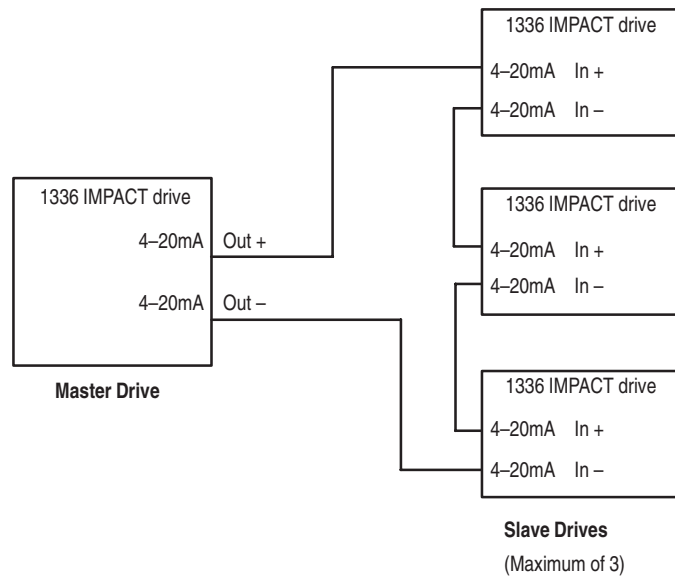 1336 IMPACT drive
4–20mA Out +
4–20mA Out –
Master Drive
1336 IMPACT drive
4–20mA In +
4–20mA In –
1336 IMPACT drive
4–20mA In +
4–20mA In –
1336 IMPACT drive
4–20mA In +
4–20mA In –
Slave Drives
(Maximum of 3)